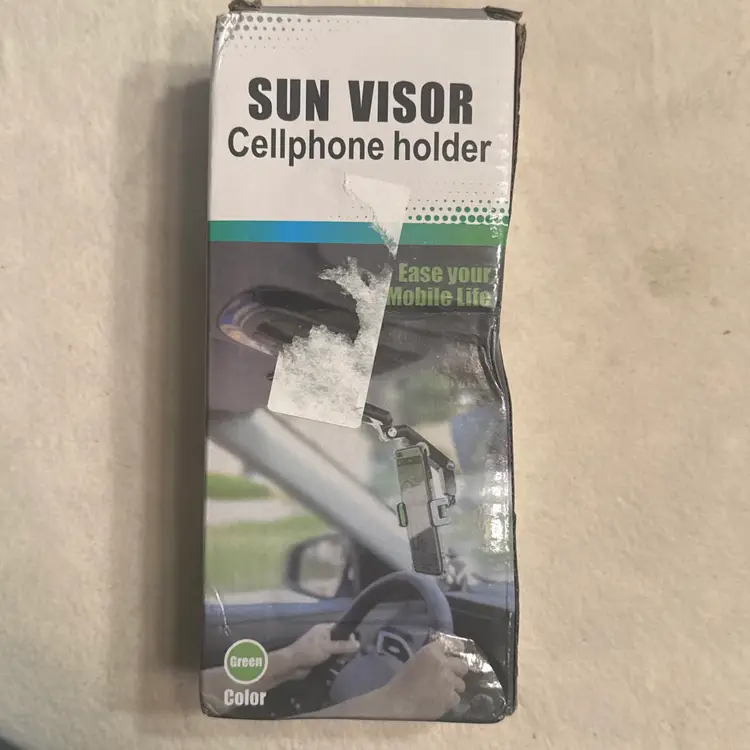 SUN VISOR
Cellphone holder
Ease your
Mobile Life
Green
Color